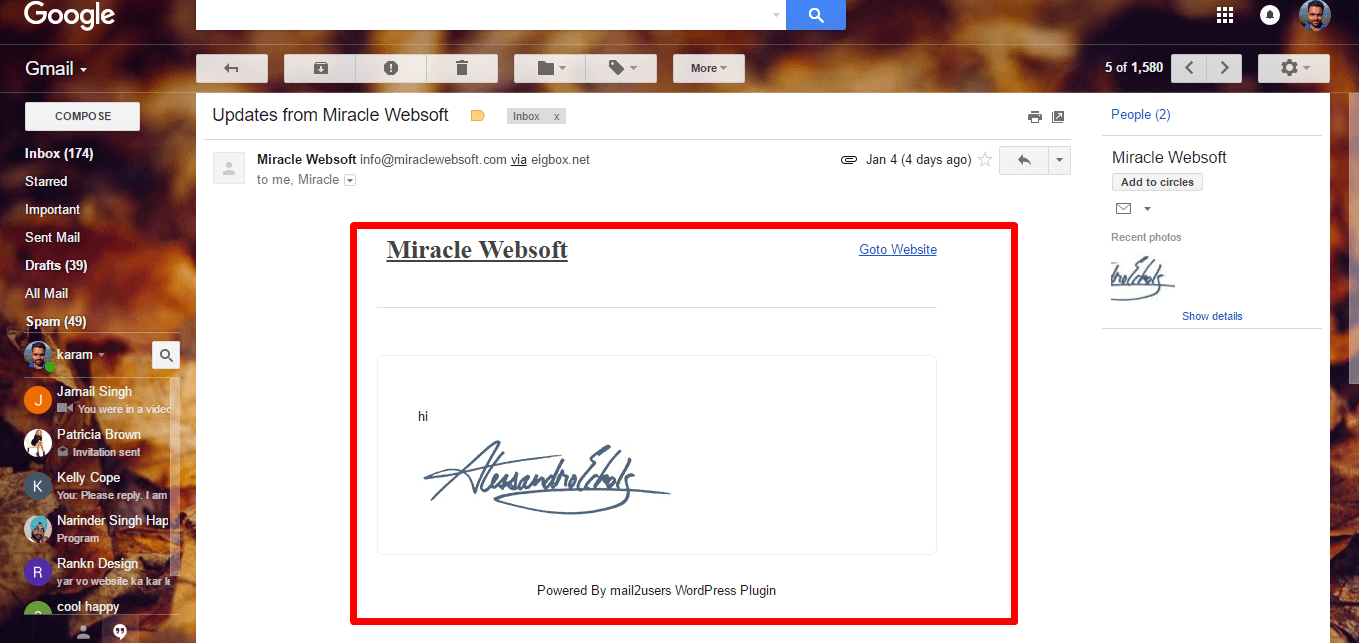 Google
Gmail
More
5 of 1,580
COMPOSE
Inbox (174)
Starred
Important
Sent Mail
Drafts (39)
All Mail
Spam (49)
karam
J
Jarnail Singh
You were in a video
Patricia Brown
Invitation sent
K
Kelly Cope
You: Please reply. I am
Narinder Singh Hap
Program
R
Rankn Design
yar vo website ka kar
cool happy
Updates from Miracle Websoft
Inbox x
Miracle Websoft info@miraclewebsoft.com via eigbox.net
Jan 4 (4 days ago)
to me, Miracle
Miracle Websoft
Goto Website
hi
Alessandro Echols
Powered By mail2users WordPress Plugin
People (2)
Miracle Websoft
Add to circles
Recent photos
Show details